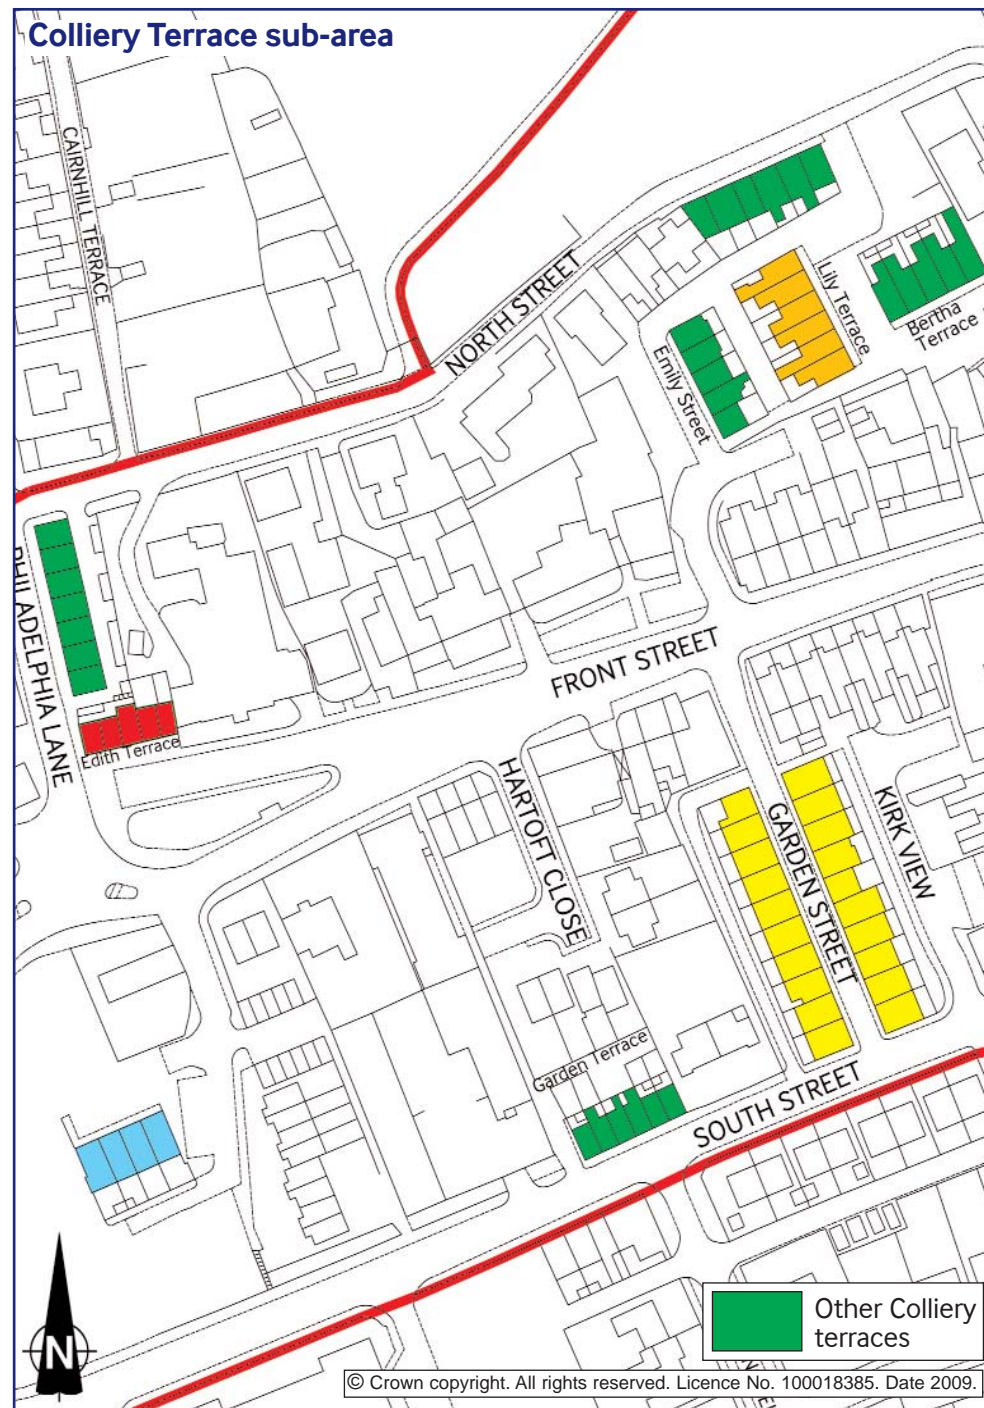 Colliery Terrace sub-area
CAIRNHILL TERRACE
NORTH STREET
Lily Terrace
Bertha
Terrace
Emily Street
PHILADELPHIA LANE
FRONT STREET
Edith Terrace
HARTOFT CLOSE
GARDEN STREET
KIRK VIEW
Garden Terrace
SOUTH STREET
N
Other Colliery
terraces
© Crown copyright. All rights reserved. Licence No. 100018385. Date 2009.